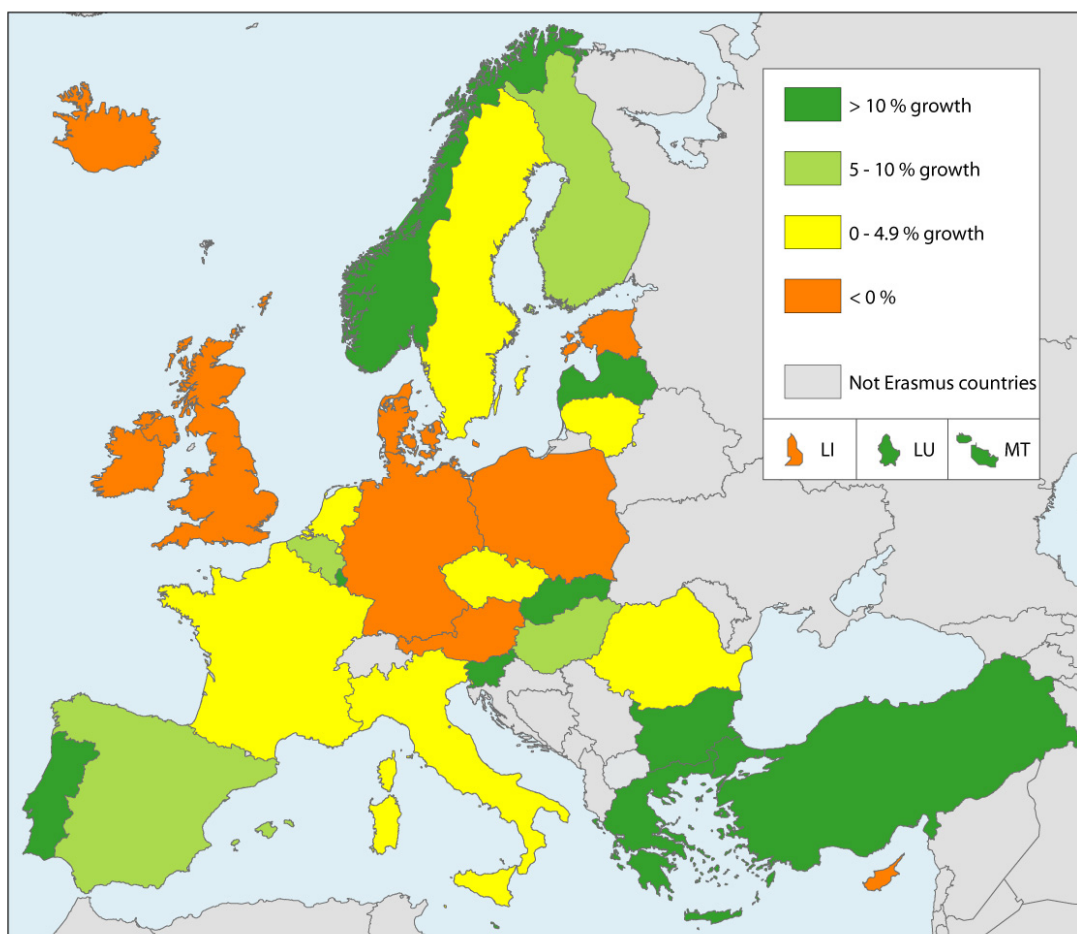 > 10 % growth
5 - 10 % growth
0 - 4.9 % growth
< 0 %
Not Erasmus countries
LI
LU
MT